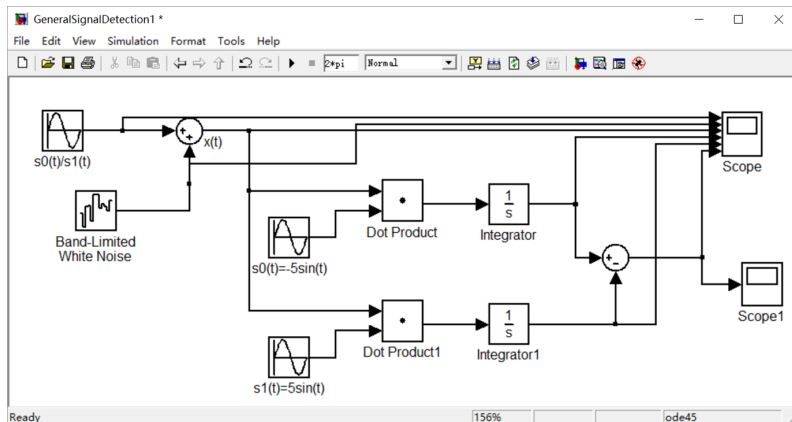 GeneralSignalDetection1 *
File Edit View Simulation Format Tools Help
2*pi Normal
s0(t)/s1(t)
x(t)
Scope
Band-Limited
White Noise
s0(t)=-5sin(t)
Dot Product
1
s
Integrator
Scope1
s1(t)=5sin(t)
Dot Product1
1
s
Integrator1
Ready 156% ode45